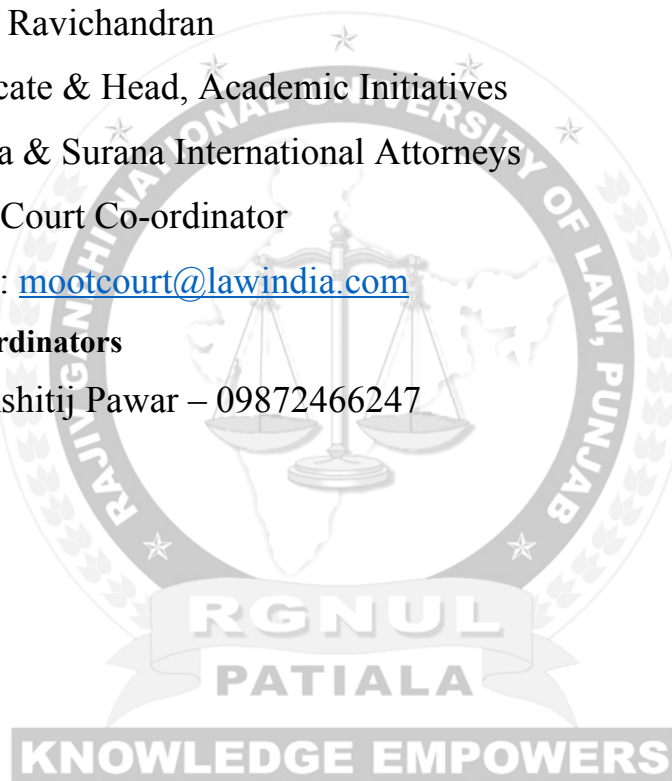 Ravichandran
cate & Head, Academic Initiatives
a & Surana International Attorneys
Court Co-ordinator
: mootcourt@lawindia.com
rdinators
shitij Pawar – 09872466247
RAJIV GANDHI NATIONAL UNIVERSITY OF LAW, PUNJAB
RGNUL
PATIALA
KNOWLEDGE EMPOWERS